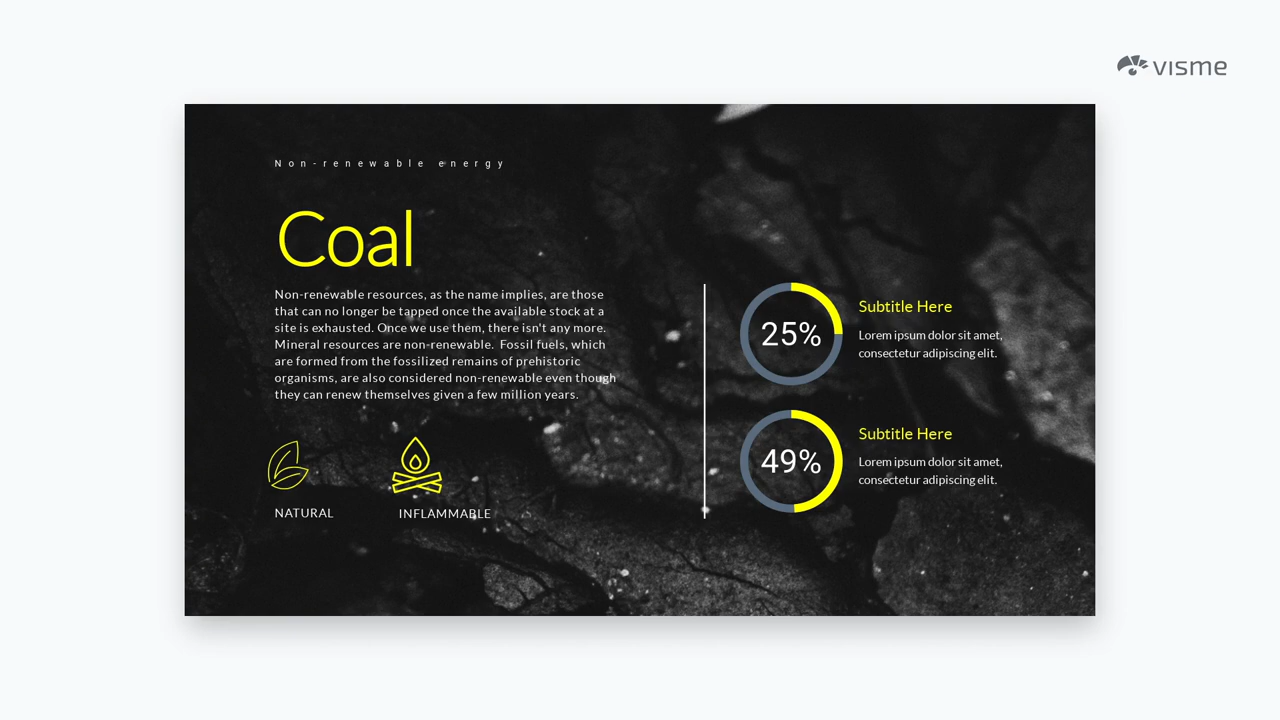 visme
Non-renewable energy
Coal
Non-renewable resources, as the name implies, are those
that can no longer be tapped once the available stock at a
site is exhausted. Once we use them, there isn't any more.
Mineral resources are non-renewable.  Fossil fuels, which
are formed from the fossilized remains of prehistoric
organisms, are also considered non-renewable even though
they can renew themselves given a few million years.
NATURAL
INFLAMMABLE
25%
Subtitle Here
Lorem ipsum dolor sit amet,
consectetur adipiscing elit.
49%
Subtitle Here
Lorem ipsum dolor sit amet,
consectetur adipiscing elit.